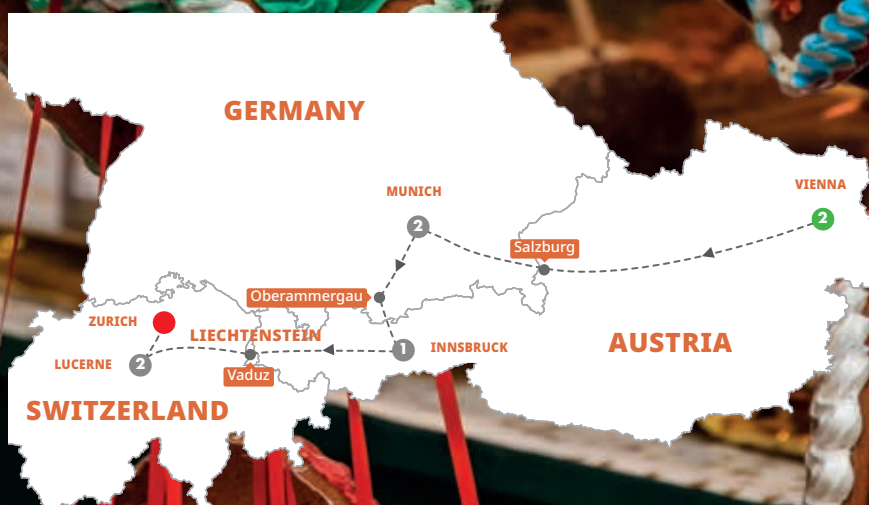 GERMANY
MUNICH
2
VIENNA
2
Salzburg
Oberammergau
ZURICH
LIECHTENSTEIN
LUCERNE
2
Vaduz
1
INNSBRUCK
AUSTRIA
SWITZERLAND